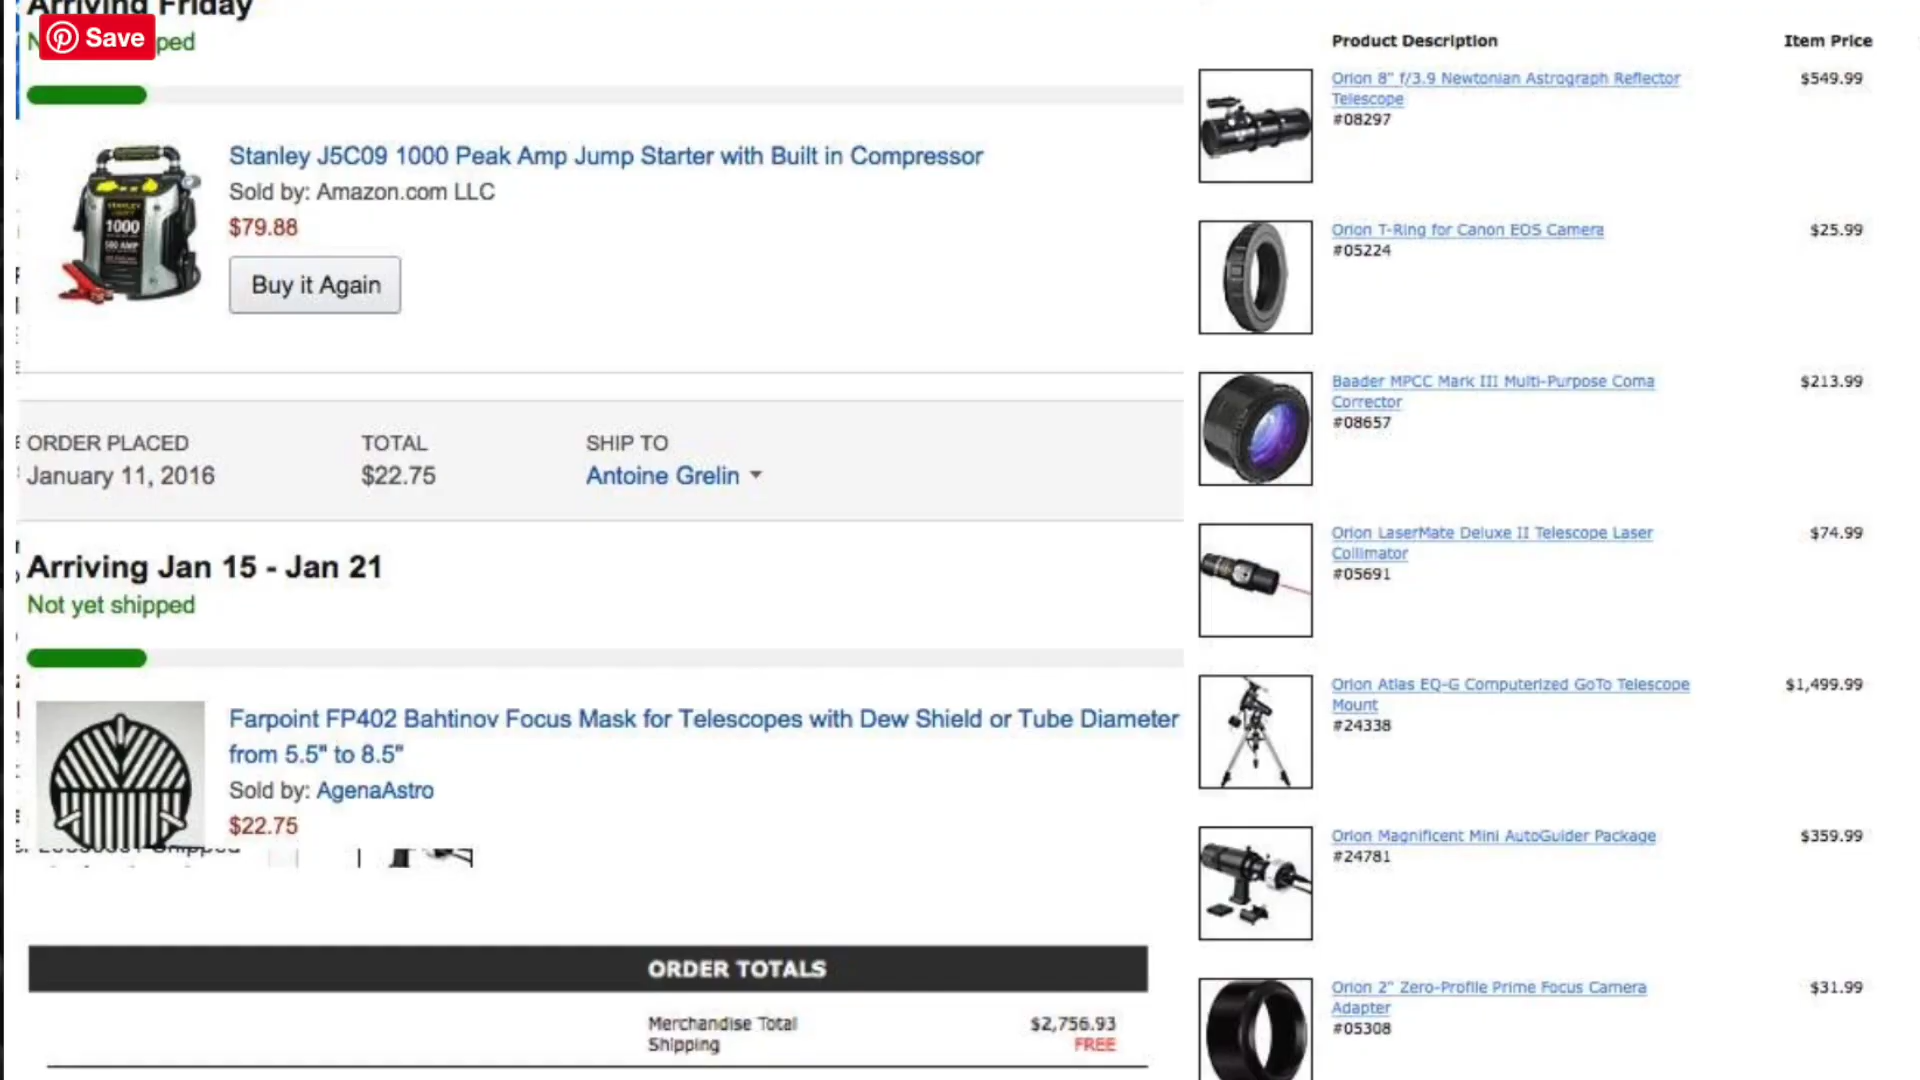 Arriving Friday
Save
ped
Stanley J5C09 1000 Peak Amp Jump Starter with Built in Compressor
Sold by: Amazon.com LLC
$79.88
Buy it Again
STANLEY
1000
500 AMP
ORDER PLACED
TOTAL
SHIP TO
January 11, 2016
$22.75
Antoine Grelin
Arriving Jan 15 - Jan 21
Not yet shipped
Farpoint FP402 Bahtinov Focus Mask for Telescopes with Dew Shield or Tube Diameter
from 5.5" to 8.5"
Sold by: AgenaAstro
$22.75
Shipped
ORDER TOTALS
Merchandise Total
$2,756.93
Shipping
FREE
Product Description
Item Price
Orion 8" f/3.9 Newtonian Astrograph Reflector
$549.99
Telescope
#08297
Orion T-Ring for Canon EOS Camera
$25.99
#05224
Baader MPCC Mark III Multi-Purpose Coma
$213.99
Corrector
#08657
Orion LaserMate Deluxe II Telescope Laser
$74.99
Collimator
#05691
Orion Atlas EQ-G Computerized GoTo Telescope
$1,499.99
Mount
#24338
Orion Magnificent Mini AutoGuider Package
$359.99
#24781
Orion 2" Zero-Profile Prime Focus Camera
$31.99
Adapter
#05308